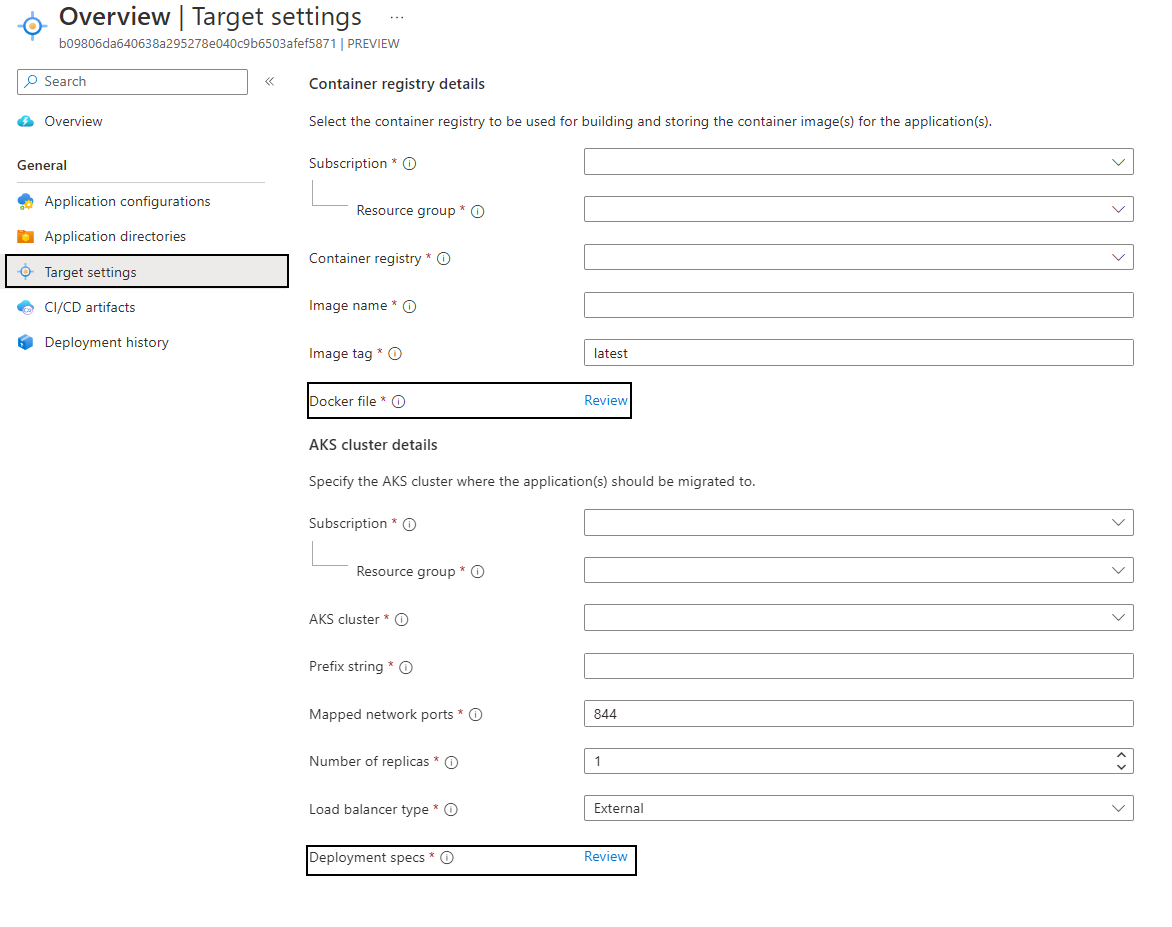 Overview | Target settings ...
b09806da640638a295278e040c9b6503afef5871 | PREVIEW
Search «
Overview
General
Application configurations
Application directories
Target settings
CI/CD artifacts
Deployment history
Container registry details
Select the container registry to be used for building and storing the container image(s) for the application(s).
Subscription *
Resource group *
Container registry *
Image name *
Image tag * latest
Docker file * Review
AKS cluster details
Specify the AKS cluster where the application(s) should be migrated to.
Subscription *
Resource group *
AKS cluster *
Prefix string *
Mapped network ports * 844
Number of replicas * 1
Load balancer type * External
Deployment specs * Review